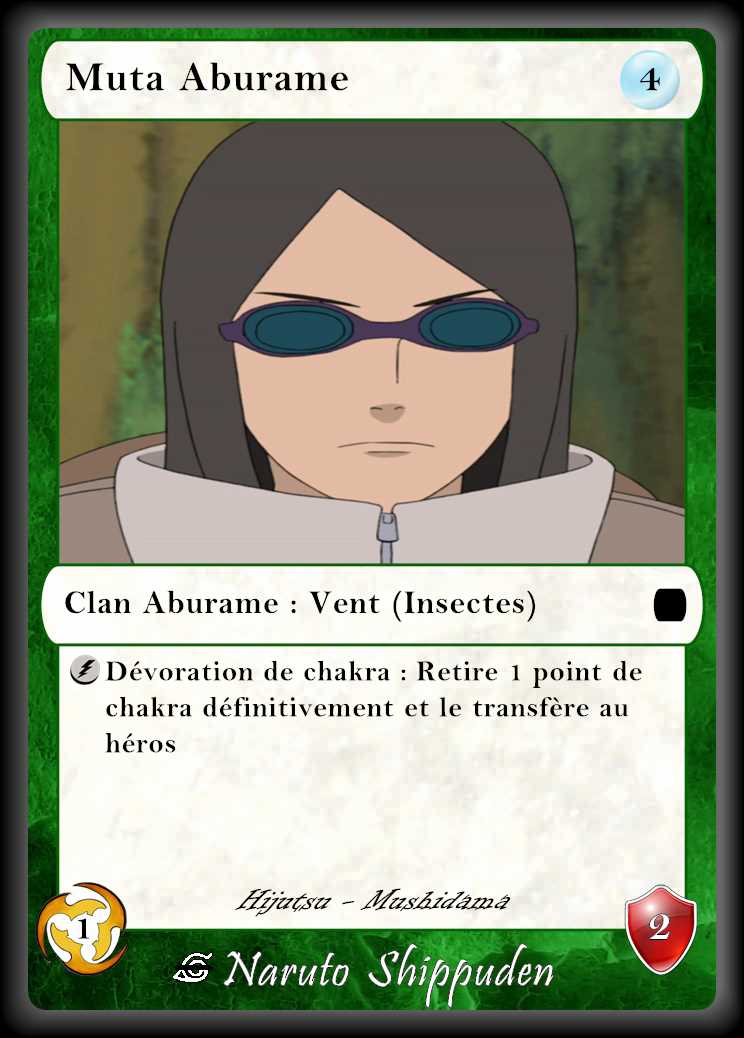 Muta Aburame
4
Clan Aburame : Vent (Insectes)
Dévoration de chakra : Retire 1 point de
chakra définitivement et le transfère au
héros
Hijutsu - Mushidama
1
2
Naruto Shippuden